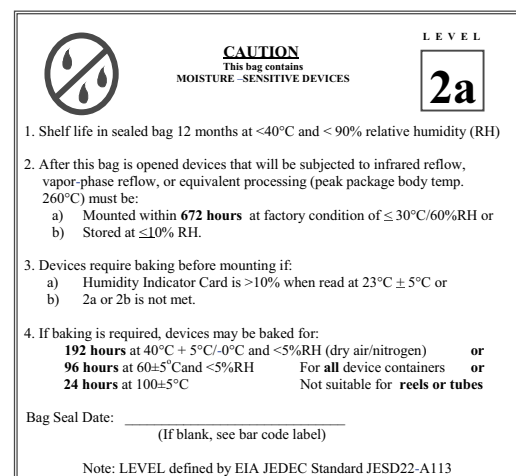 LEVEL
CAUTION
This bag contains
MOISTURE –SENSITIVE DEVICES
2a
1. Shelf life in sealed bag 12 months at <40°C and < 90% relative humidity (RH)
2. After this bag is opened devices that will be subjected to infrared reflow,
vapor-phase reflow, or equivalent processing (peak package body temp.
260°C) must be:
a) Mounted within 672 hours at factory condition of ≤ 30°C/60%RH or
b) Stored at ≤10% RH.
3. Devices require baking before mounting if:
a) Humidity Indicator Card is >10% when read at 23°C ± 5°C or
b) 2a or 2b is not met.
4. If baking is required, devices may be baked for:
192 hours at 40°C + 5°C/-0°C and <5%RH (dry air/nitrogen) or
96 hours at 60±5°Cand <5%RH For all device containers or
24 hours at 100±5°C Not suitable for reels or tubes
Bag Seal Date: ____________________
(If blank, see bar code label)
Note: LEVEL defined by EIA JEDEC Standard JESD22-A113